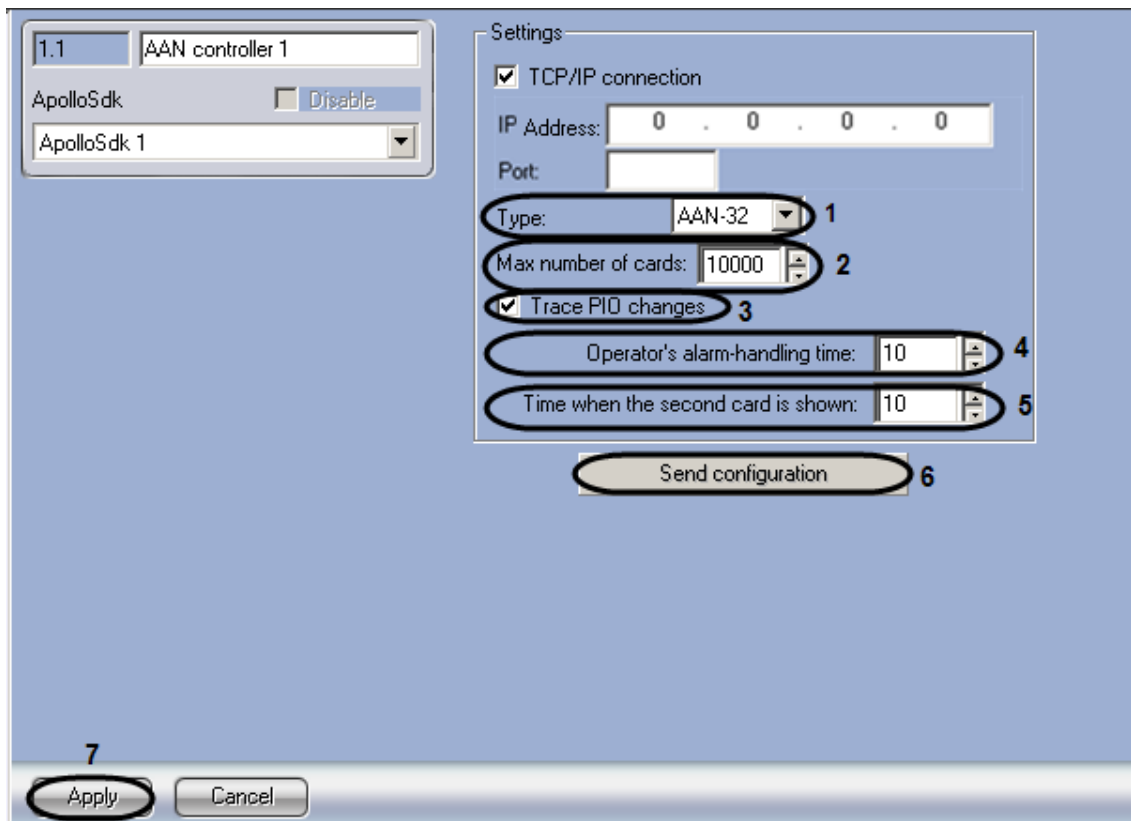 1.1 AAN controller 1
ApolloSdk Disable
ApolloSdk 1
Settings
TCP/IP connection
IP Address: 0 . 0 . 0 . 0
Port:
Type: AAN-32 1
Max number of cards: 10000 2
Trace PIO changes 3
Operator's alarm-handling time: 10 4
Time when the second card is shown: 10 5
Send configuration 6
7
Apply Cancel